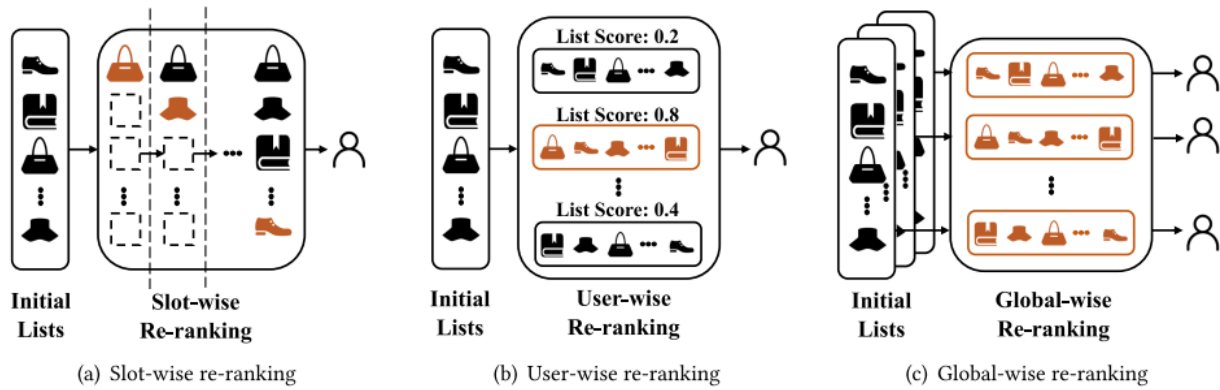 Initial
Lists
Slot-wise
Re-ranking
(a) Slot-wise re-ranking
List Score: 0.2
List Score: 0.8
List Score: 0.4
Initial
Lists
User-wise
Re-ranking
(b) User-wise re-ranking
Initial
Lists
Global-wise
Re-ranking
(c) Global-wise re-ranking